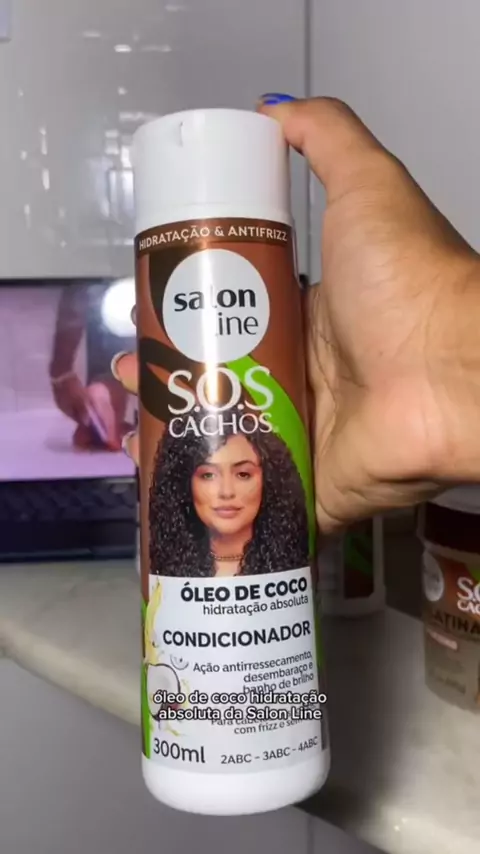 HIDRATAÇÃO & ANTIFRIZZ
salon
line
S.O.S
CACHOS
ÓLEO DE COCO
hidratação absoluta
CONDICIONADOR
Ação antirressecamento,
desembaraço e
banho de brilho
óleo de coco hidratação
absoluta da Salon Line
com frizz e
300ml
2ABC - 3ABC - 4ABC
S.O
CACHO